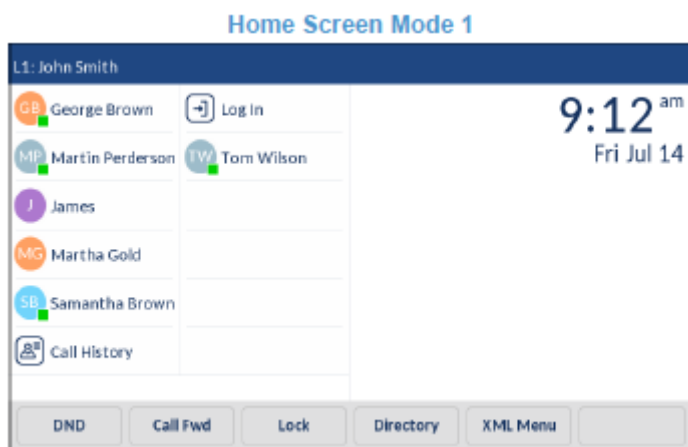 Home Screen Mode 1
L1: John Smith
GB George Brown
Log In
9:12 am
Fri Jul 14
MP Martin Perderson
TW Tom Wilson
J James
MG Martha Gold
SB Samantha Brown
Call History
DND Call Fwd Lock Directory XML Menu